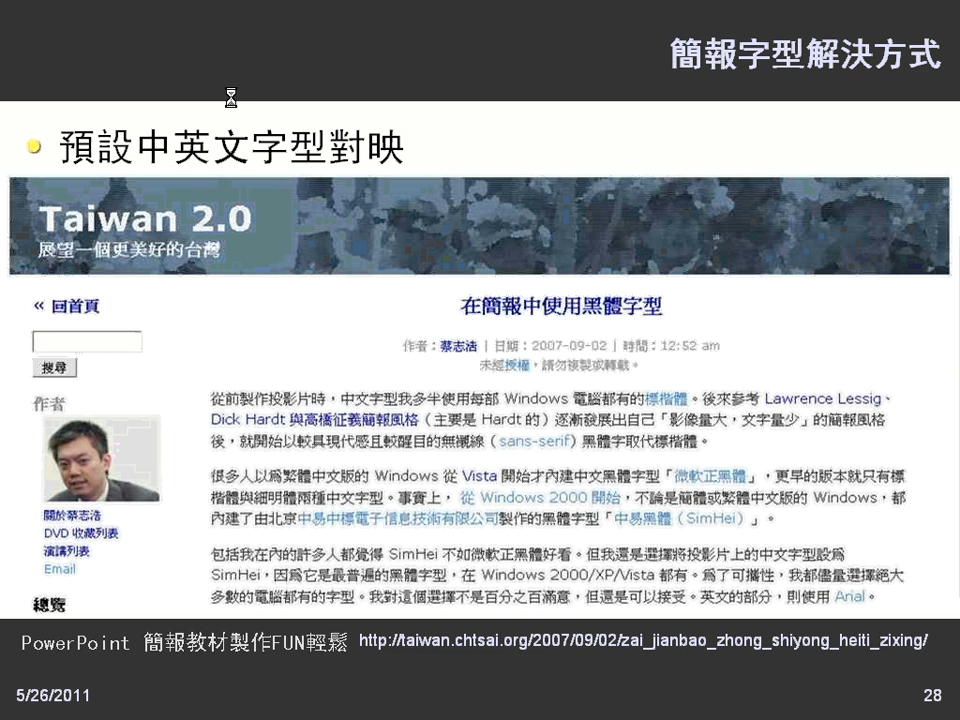 簡報字型解決方式
預設中英文字型對映
Taiwan 2.0
展望一個更美好的台灣
« 回首頁
搜尋
作者
關於蔡志浩
DVD 收藏列表
演講列表
Email
總覽
在簡報中使用黑體字型
作者：蔡志浩 | 日期：2007-09-02 | 時間：12:52 am
未經授權，請勿複製或轉載。
從前製作投影片時，中文字型我多半使用每部 Windows 電腦都有的標楷體。後來參考 Lawrence Lessig、
Dick Hardt 與高橋征義簡報風格（主要是 Hardt 的）逐漸發展出自己「影像量大，文字量少」的簡報風格
後，就開始以較具現代感且較醒目的無襯線（sans-serif）黑體字取代標楷體。
很多人以為繁體中文版的 Windows 從 Vista 開始才內建中文黑體字型「微軟正黑體」，更早的版本就只有標
楷體與細明體兩種中文字型。事實上， 從 Windows 2000 開始，不論是簡體或繁體中文版的 Windows，都
內建了由北京中易中標電子信息技術有限公司製作的黑體字型「中易黑體（SimHei）」。
包括我在內的許多人都覺得 SimHei 不如微軟正黑體好看。但我還是選擇將投影片上的中文字型設為
SimHei，因為它是最普遍的黑體字型，在 Windows 2000/XP/Vista 都有。為了可攜性，我都儘量選擇絕大
多數的電腦都有的字型。我對這個選擇不是百分之百滿意，但還是可以接受。英文的部分，則使用 Arial。
PowerPoint 簡報教材製作FUN輕鬆
http://taiwan.chtsai.org/2007/09/02/zai_jianbao_zhong_shiyong_heiti_zixing/
5/26/2011
28